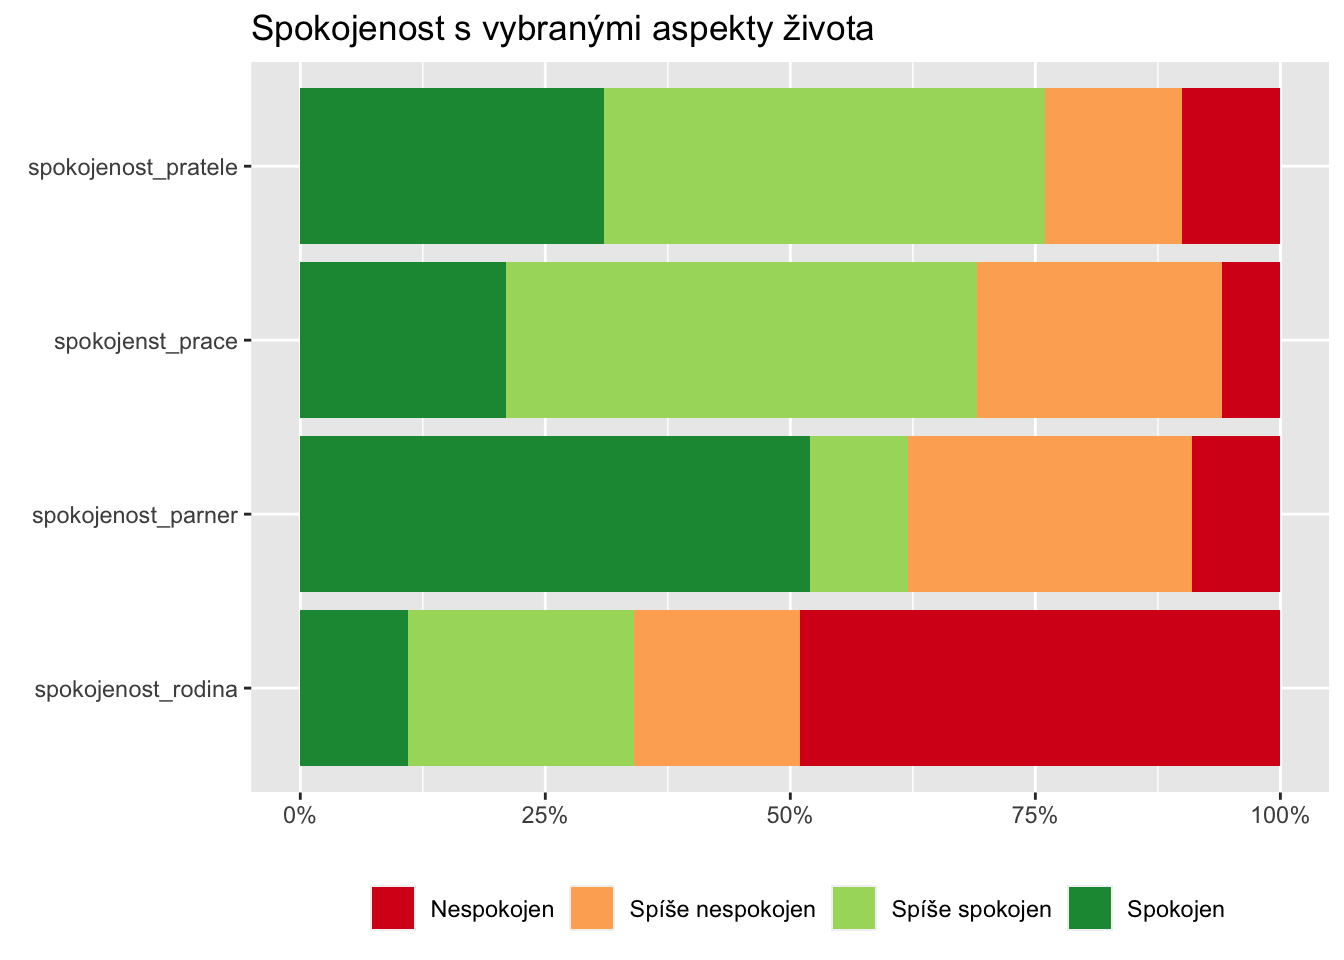 Spokojenost s vybranými aspekty života
spokojenost_pratele
spokojenst_prace
spokojenost_parner
spokojenost_rodina
0% 25% 50% 75% 100%
Nespokojen Spíše nespokojen Spíše spokojen Spokojen